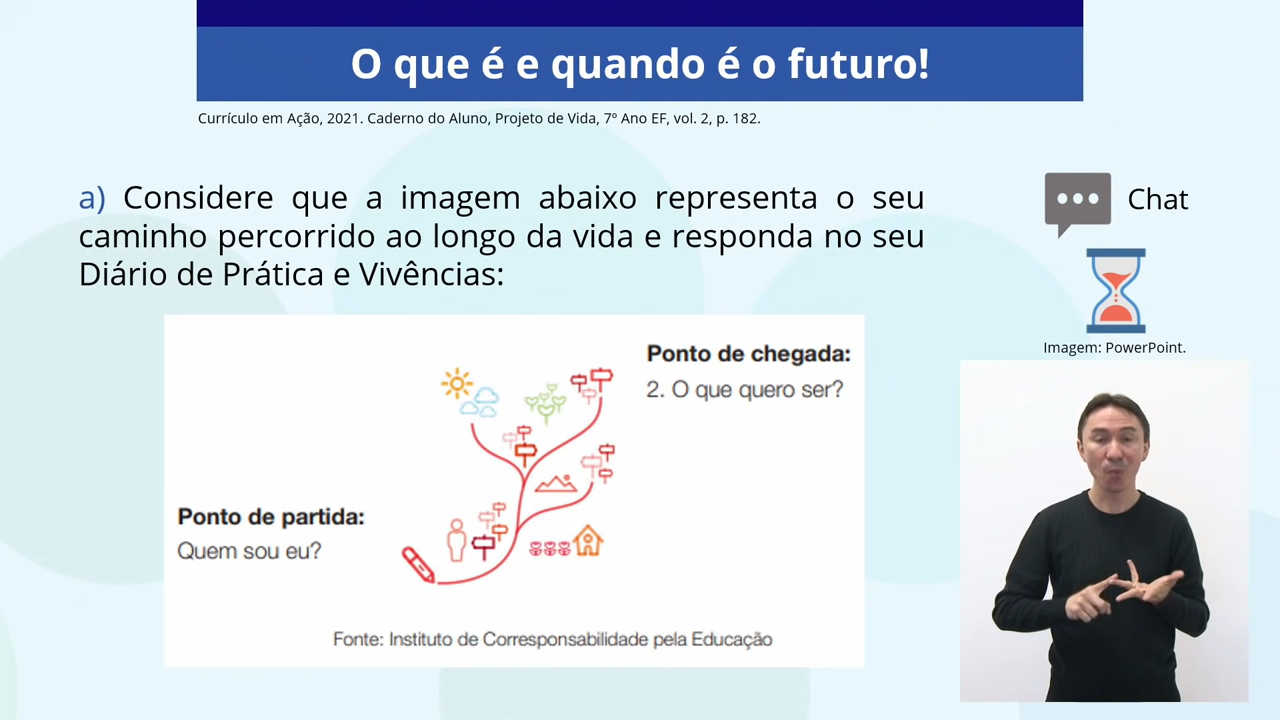 O que é e quando é o futuro!
Currículo em Ação, 2021. Caderno do Aluno, Projeto de Vida, 7º Ano EF, vol. 2, p. 182.
a) Considere que a imagem abaixo representa o seu
caminho percorrido ao longo da vida e responda no seu
Diário de Prática e Vivências:
Chat
Imagem: PowerPoint.
Ponto de chegada:
2. O que quero ser?
Ponto de partida:
Quem sou eu?
Fonte: Instituto de Corresponsabilidade pela Educação